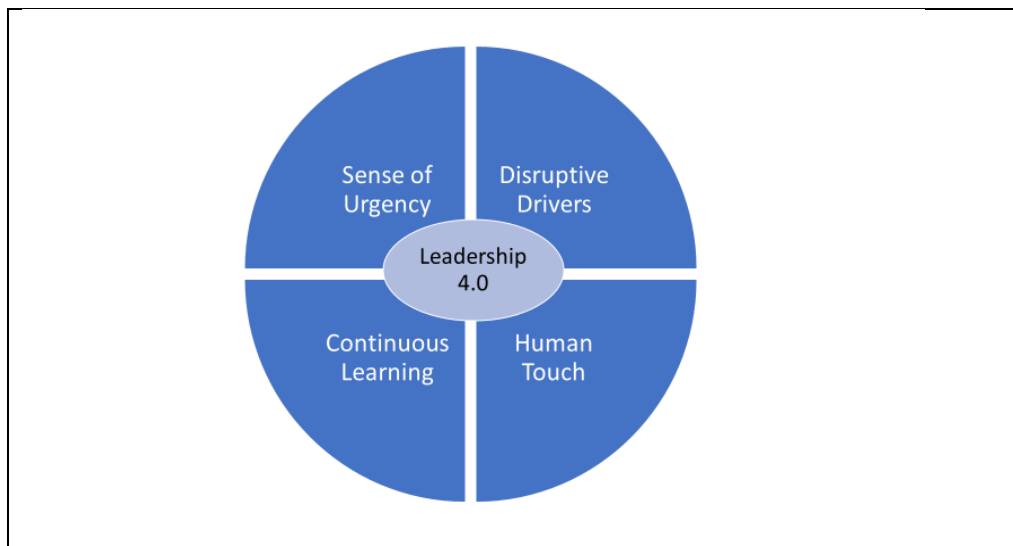 Sense of
Urgency
Disruptive
Drivers
Leadership
4.0
Continuous
Learning
Human
Touch